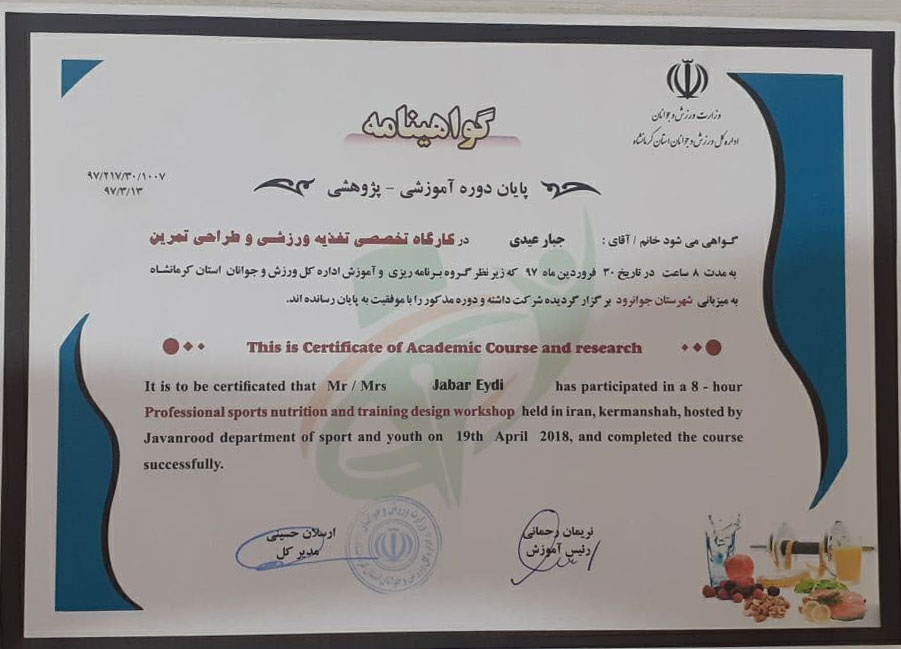 وزارت ورزش و جوانان
اداره کل ورزش و جوانان استان کرمانشاه
گواهینامه
۹۷/۲۱۷/۳۰/۱۰۰۷
۹۷/۳/۱۳
پایان دوره آموزشی - پژوهشی
گواهی می شود خانم / آقای : جبار عیدی در کارگاه تخصصی تغذیه ورزشی و طراحی تمرین
به مدت ۸ ساعت در تاریخ ۳۰ فروردین ماه ۹۷ که زیر نظر گروه برنامه ریزی و آموزش اداره کل ورزش و جوانان استان کرمانشاه
به میزبانی شهرستان جوانرود برگزار گردیده شرکت داشته و دوره مذکور را با موفقیت به پایان رسانده اند.
This is Certificate of Academic Course and research
It is to be certificated that Mr / Mrs Jabar Eydi has participated in a 8 - hour
Professional sports nutrition and training design workshop held in iran, kermanshah, hosted by
Javanrood department of sport and youth on 19th April 2018, and completed the course
successfully.
نریمان رحمانی
رئیس آموزش
ارسلان حسینی
مدیر کل